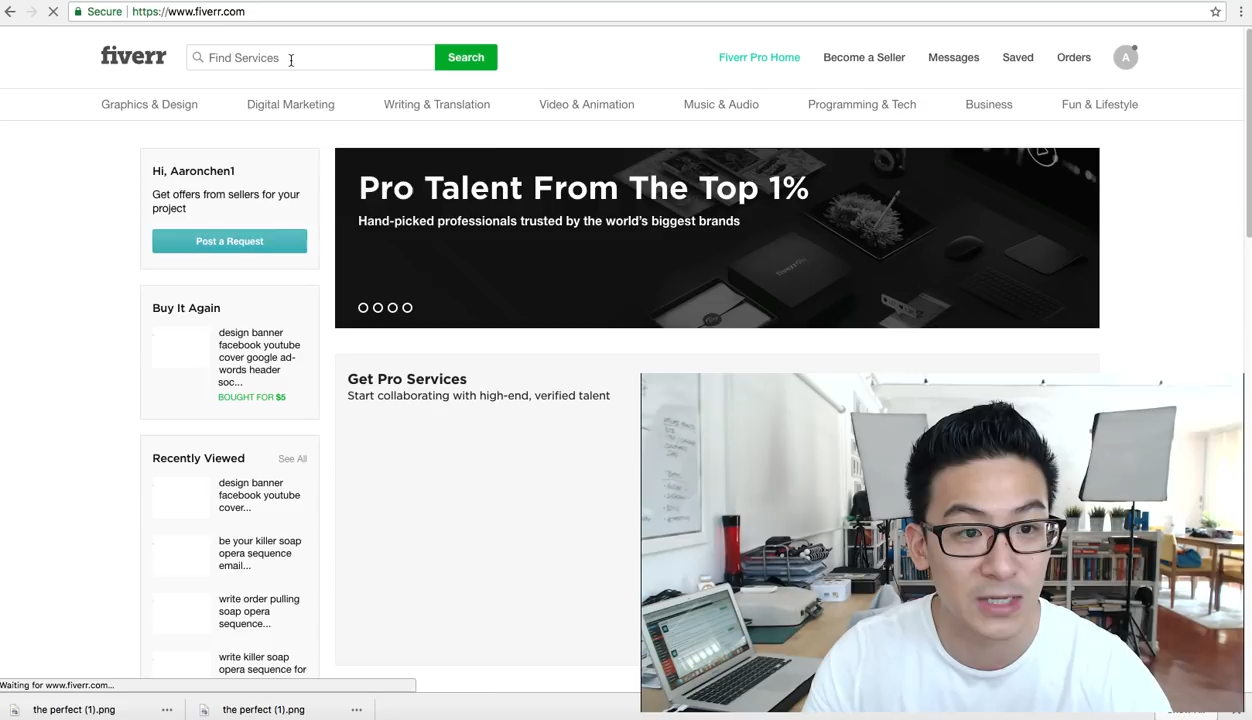 Secure
https://www.fiverr.com
fiverr
Find Services
Search
Fiverr Pro Home
Become a Seller
Messages
Saved
Orders
A
Graphics & Design
Digital Marketing
Writing & Translation
Video & Animation
Music & Audio
Programming & Tech
Business
Fun & Lifestyle
Hi, Aaronchen1
Get offers from sellers for your
project
Post a Request
Buy It Again
design banner
facebook youtube
cover google ad-
words header
soc...
BOUGHT FOR $5
Recently Viewed
See All
design banner
facebook youtube
cover...
be your killer soap
opera sequence
email...
write order pulling
soap opera
sequence...
write killer soap
opera sequence for
Pro Talent From The Top 1%
Hand-picked professionals trusted by the world's biggest brands
Get Pro Services
Start collaborating with high-end, verified talent
Waiting for www.fiverr.com...
the perfect (1).png
the perfect (1).png